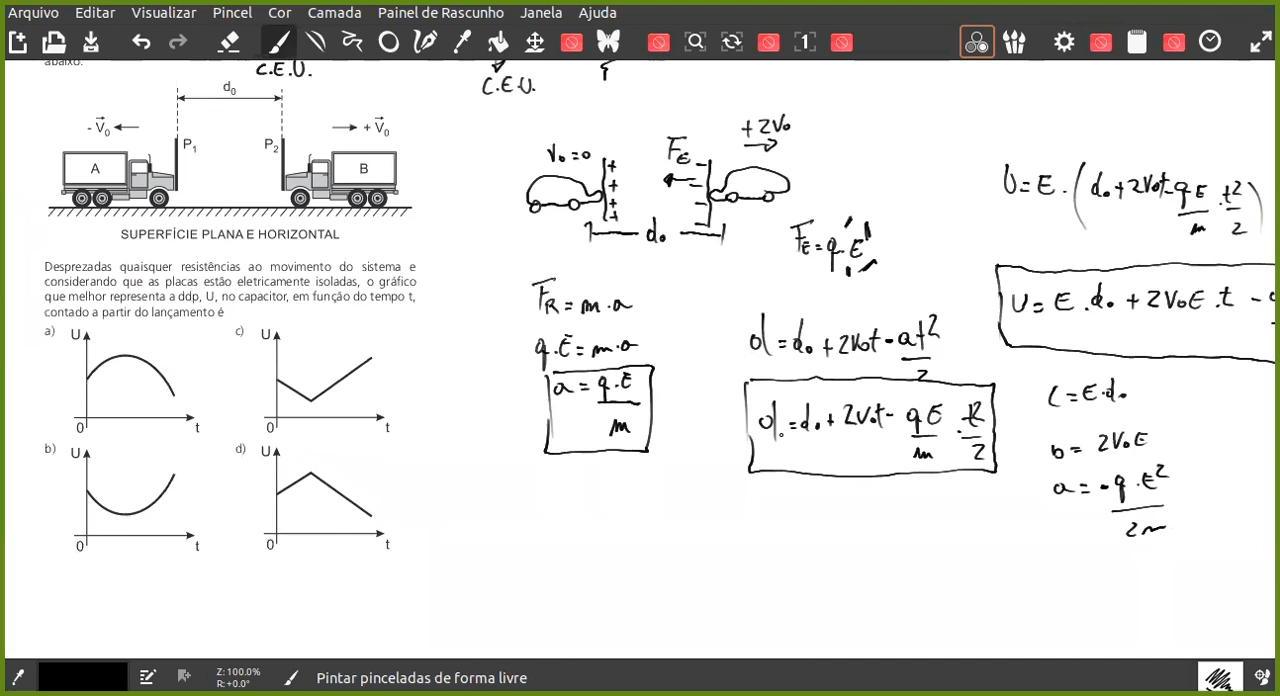 Arquivo Editar Visualizar Pincel Cor Camada Painel de Rascunho Janela Ajuda
1
abaixo.
C.E.U.
C.E.U.
d0
- V0
+ V0
P1
P2
A
B
SUPERFÍCIE PLANA E HORIZONTAL
Desprezadas quaisquer resistências ao movimento do sistema e
considerando que as placas estão eletricamente isoladas, o gráfico
que melhor representa a ddp, U, no capacitor, em função do tempo t,
contado a partir do lançamento é
a) U
0 t
c) U
0 t
b) U
0 t
d) U
0 t
V0=0
+ + + +
FE
- - - -
+2V0
d0
FE=q.E
FR=m.a
q.E=m.a
a=q.E
m
d=d0+2V0t-at²
2
d=d0+2V0t-qE.t²
m 2
U=E.(d0+2V0t-qE.t²)
m 2
U=E.d0+2V0E.t-
c=E.d0
b=2V0E
a=-q.E²
2m
Z: 100.0%
R:+0.0°
Pintar pinceladas de forma livre